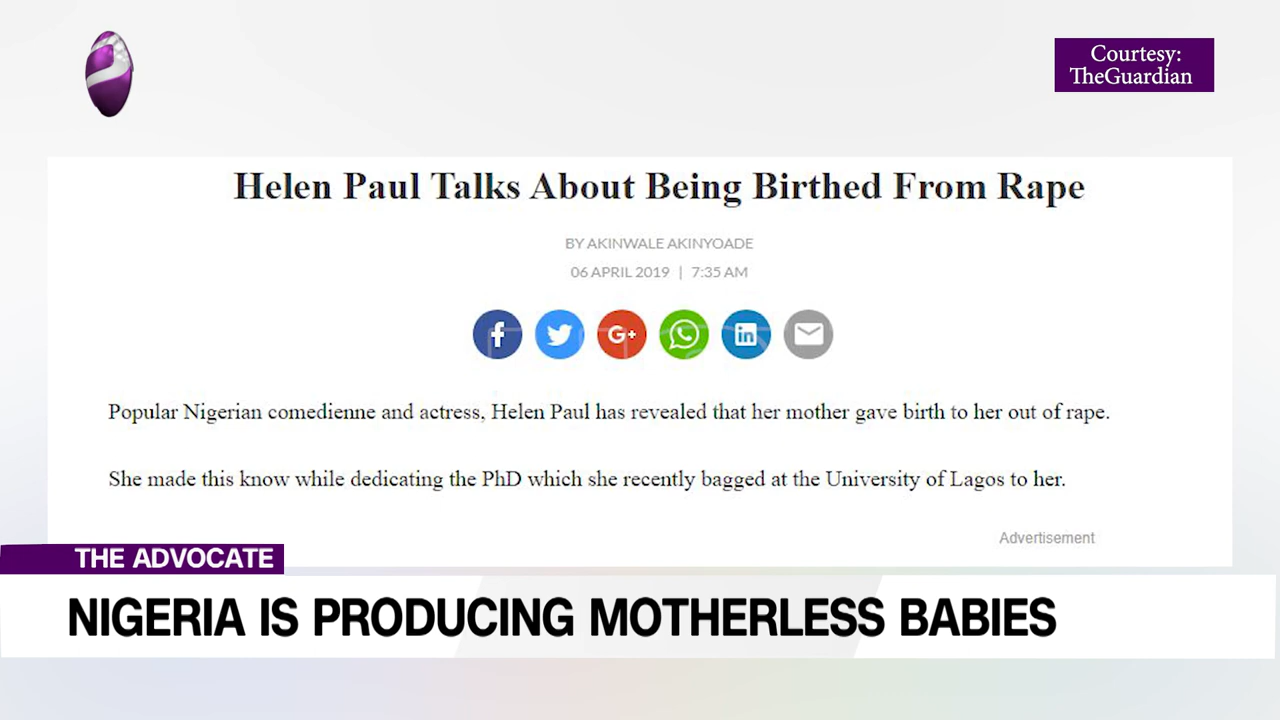 Courtesy:
TheGuardian
Helen Paul Talks About Being Birthed From Rape
BY AKINWALE AKINYOADE
06 APRIL 2019 | 7:35 AM
f
G+
in
Popular Nigerian comedienne and actress, Helen Paul has revealed that her mother gave birth to her out of rape.
She made this know while dedicating the PhD which she recently bagged at the University of Lagos to her.
Advertisement
THE ADVOCATE
NIGERIA IS PRODUCING MOTHERLESS BABIES